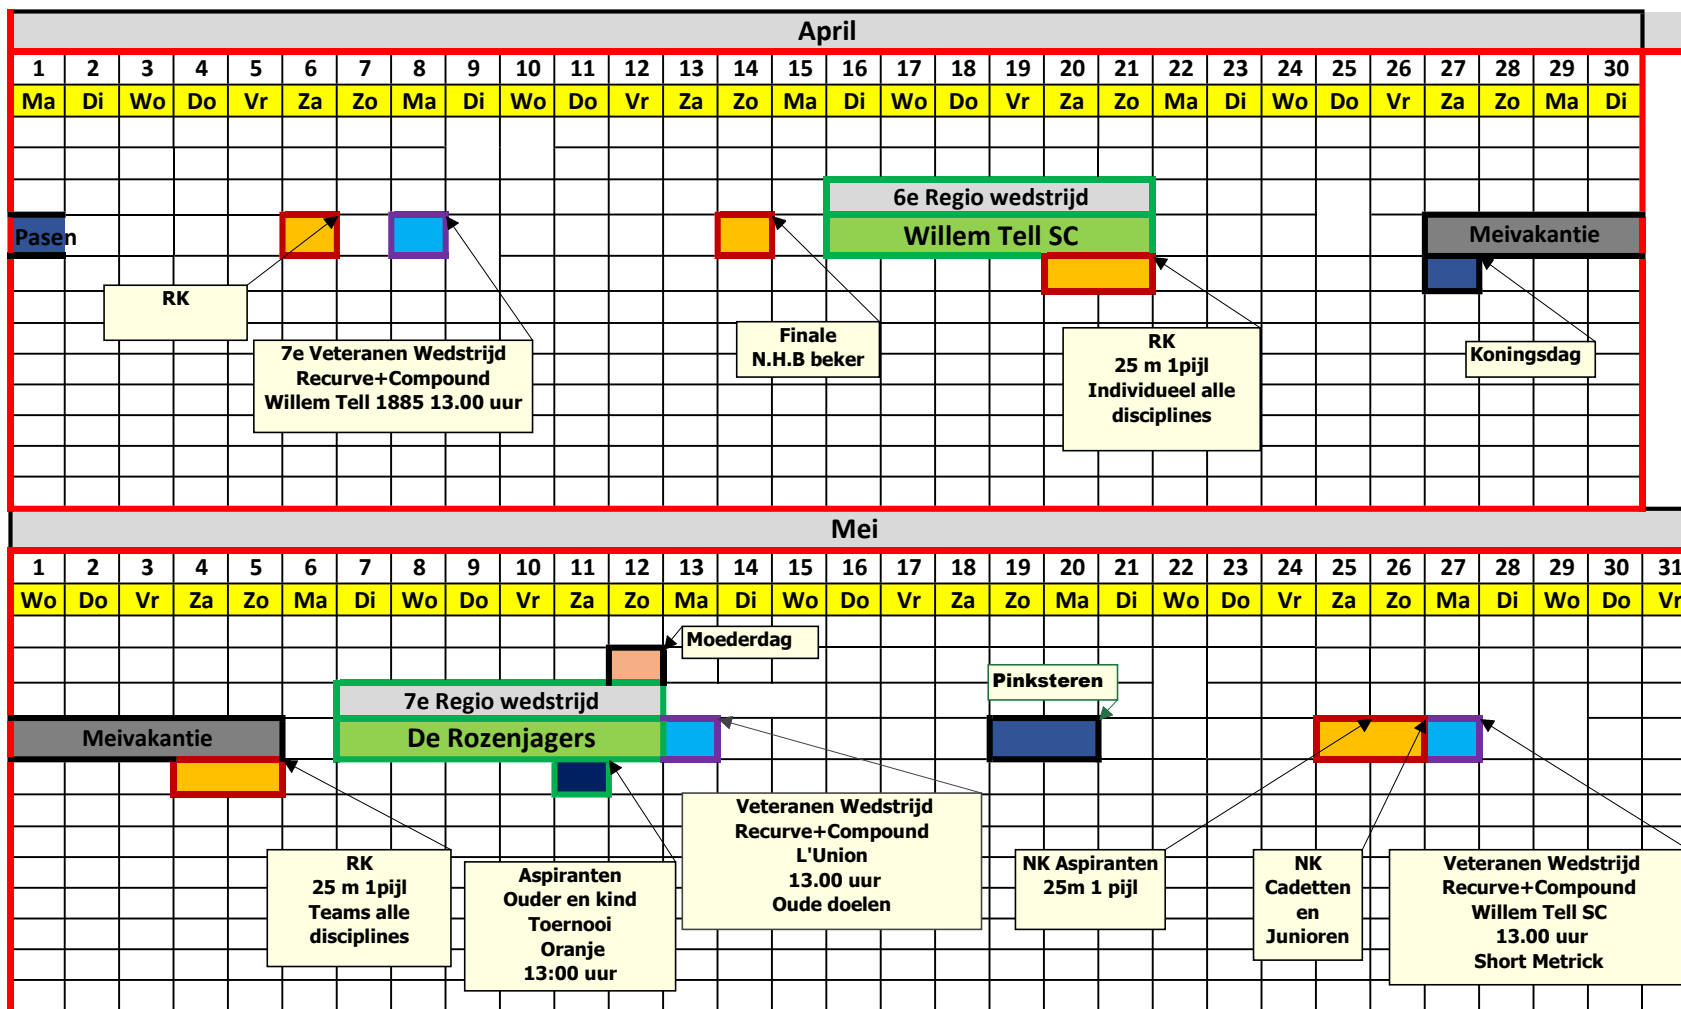 April
1 2 3 4 5 6 7 8 9 10 11 12 13 14 15 16 17 18 19 20 21 22 23 24 25 26 27 28 29 30
Ma Di Wo Do Vr Za Zo Ma Di Wo Do Vr Za Zo Ma Di Wo Do Vr Za Zo Ma Di Wo Do Vr Za Zo Ma Di
6e Regio wedstrijd
Pasen
Willem Tell SC
Meivakantie
RK
7e Veteranen Wedstrijd
Recurve+Compound
Willem Tell 1885 13.00 uur
Finale
N.H.B beker
RK
25 m 1pijl
Individueel alle
disciplines
Koningsdag
Mei
1 2 3 4 5 6 7 8 9 10 11 12 13 14 15 16 17 18 19 20 21 22 23 24 25 26 27 28 29 30 31
Wo Do Vr Za Zo Ma Di Wo Do Vr Za Zo Ma Di Wo Do Vr Za Zo Ma Di Wo Do Vr Za Zo Ma Di Wo Do Vr
Moederdag
Pinksteren
7e Regio wedstrijd
Meivakantie
De Rozenjagers
RK
25 m 1pijl
Teams alle
disciplines
Aspiranten
Ouder en kind
Toernooi
Oranje
13:00 uur
Veteranen Wedstrijd
Recurve+Compound
L'Union
13.00 uur
Oude doelen
NK Aspiranten
25m 1 pijl
NK
Cadetten
en
Junioren
Veteranen Wedstrijd
Recurve+Compound
Willem Tell SC
13.00 uur
Short Metrick